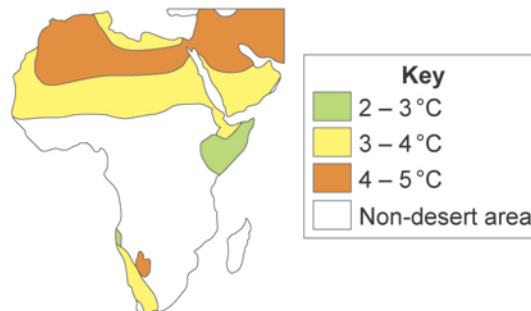 Key
2 – 3 °C
3 – 4 °C
4 – 5 °C
Non-desert area